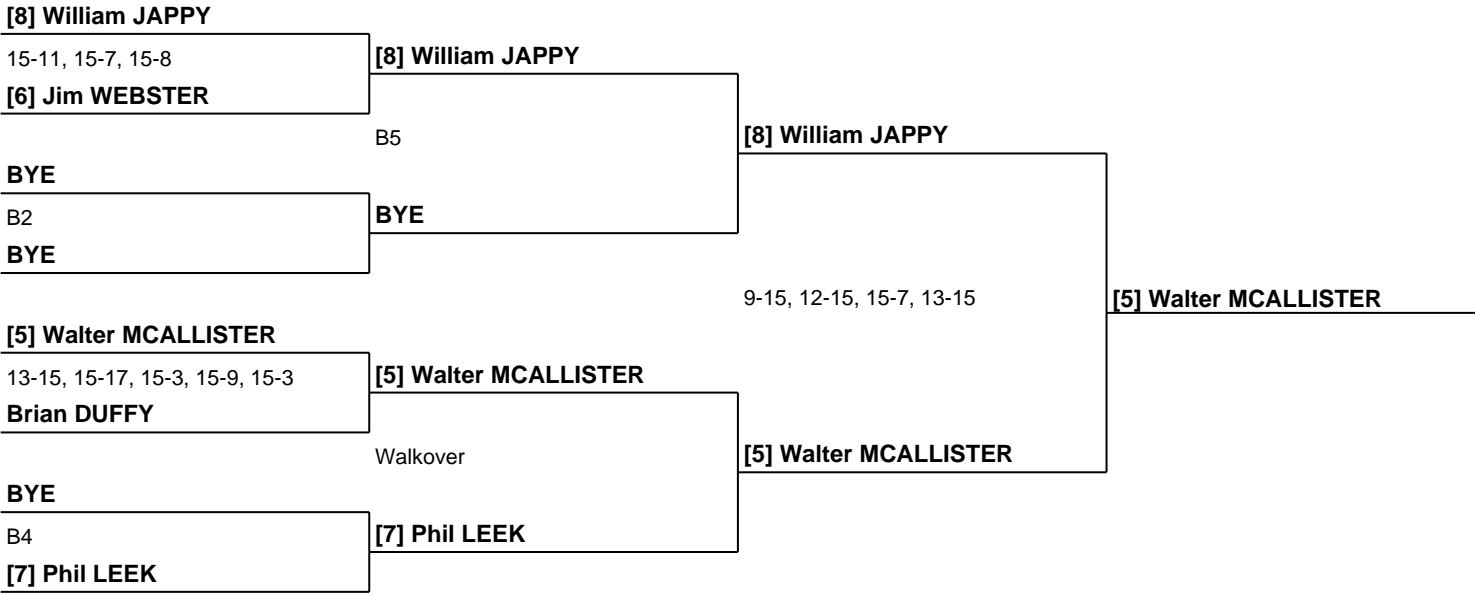 [8] William JAPPY
15-11, 15-7, 15-8
[6] Jim WEBSTER
BYE
B2
BYE
[5] Walter MCALLISTER
13-15, 15-17, 15-3, 15-9, 15-3
Brian DUFFY
BYE
B4
[7] Phil LEEK
[8] William JAPPY
B5
BYE
[5] Walter MCALLISTER
Walkover
[7] Phil LEEK
[8] William JAPPY
9-15, 12-15, 15-7, 13-15
[5] Walter MCALLISTER
[5] Walter MCALLISTER